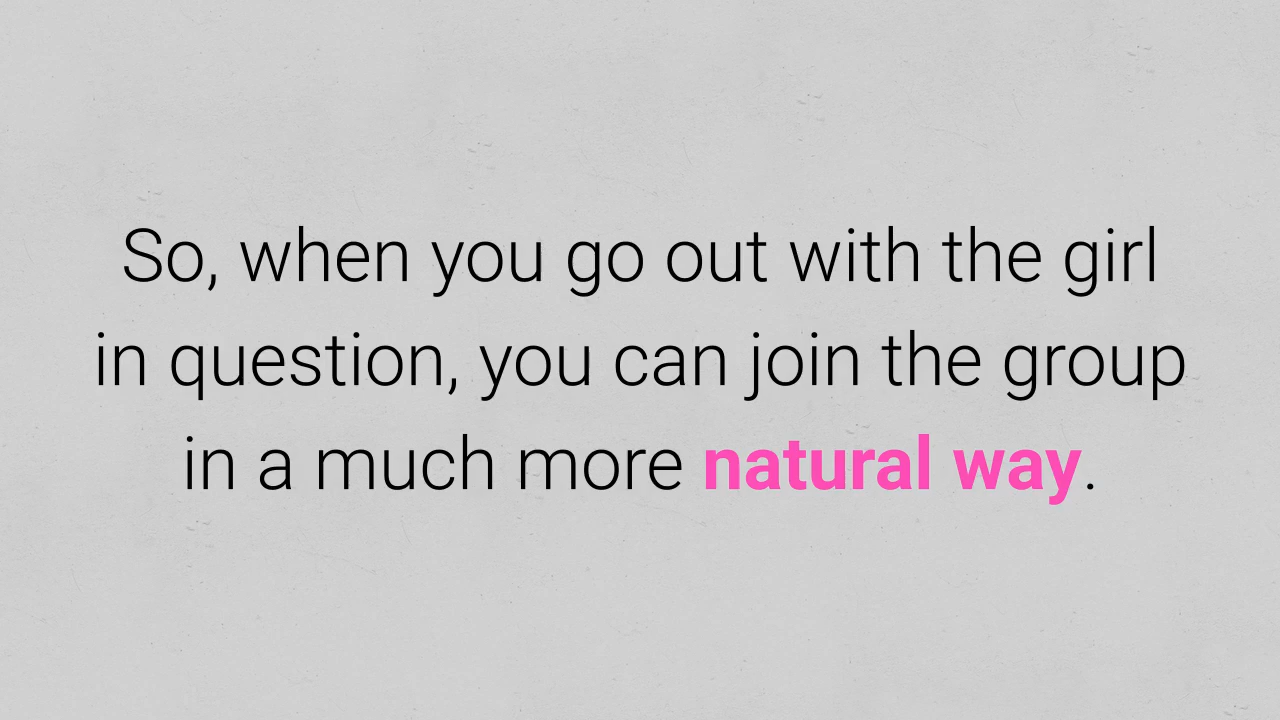 So, when you go out with the girl
in question, you can join the group
in a much more natural way.